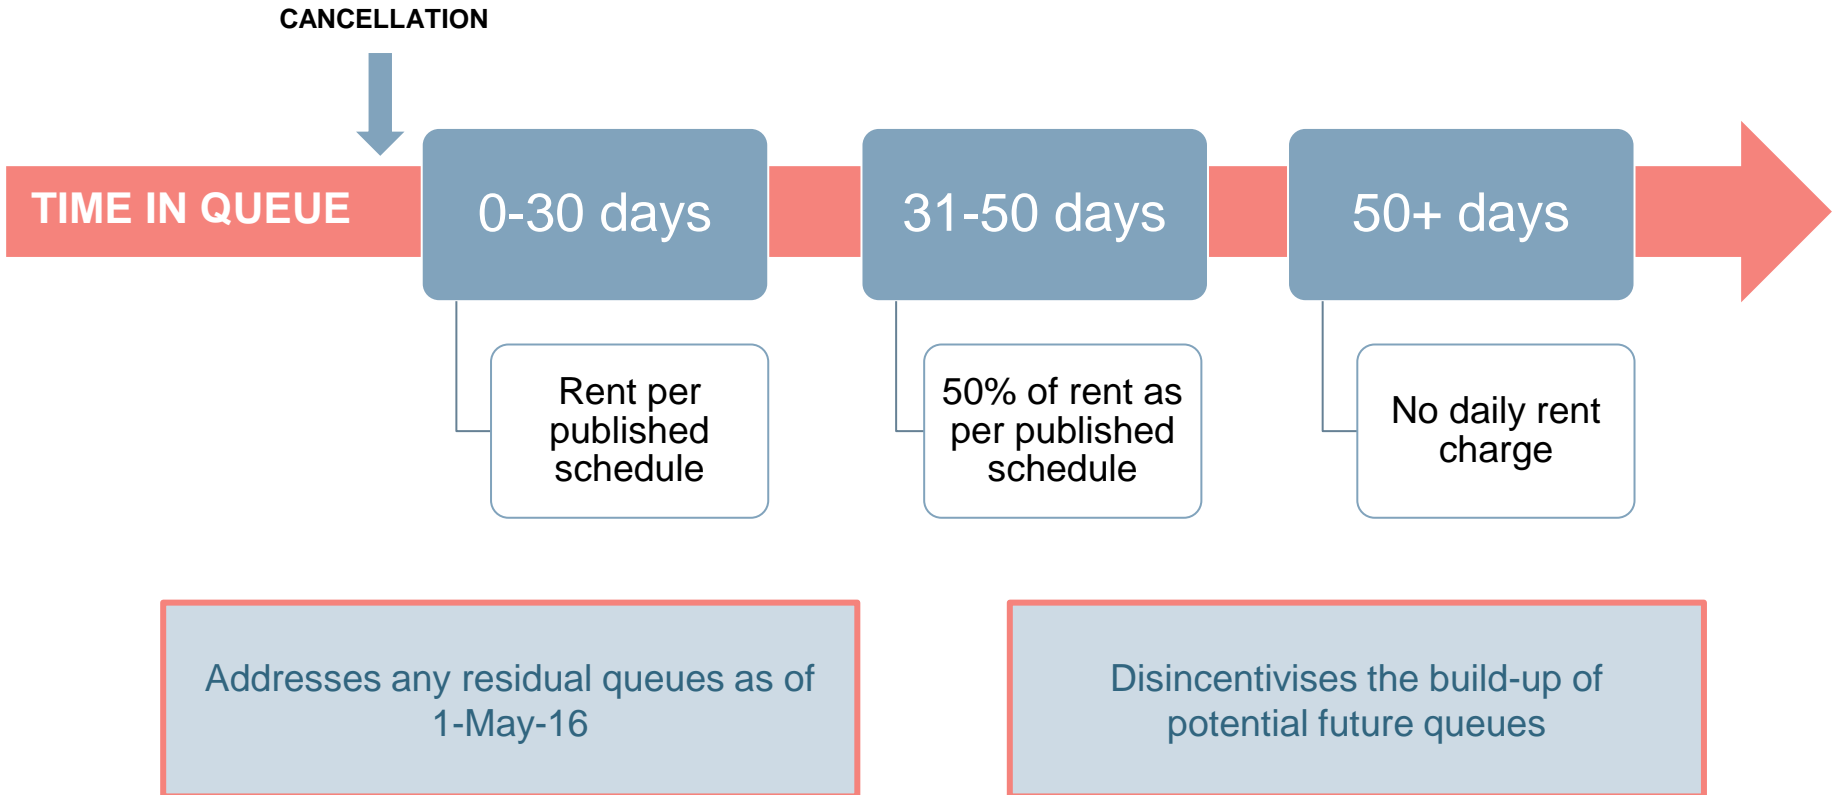 CANCELLATION
TIME IN QUEUE
0-30 days
31-50 days
50+ days
Rent per
published
schedule
50% of rent as
per published
schedule
No daily rent
charge
Addresses any residual queues as of
1-May-16
Disincentivises the build-up of
potential future queues